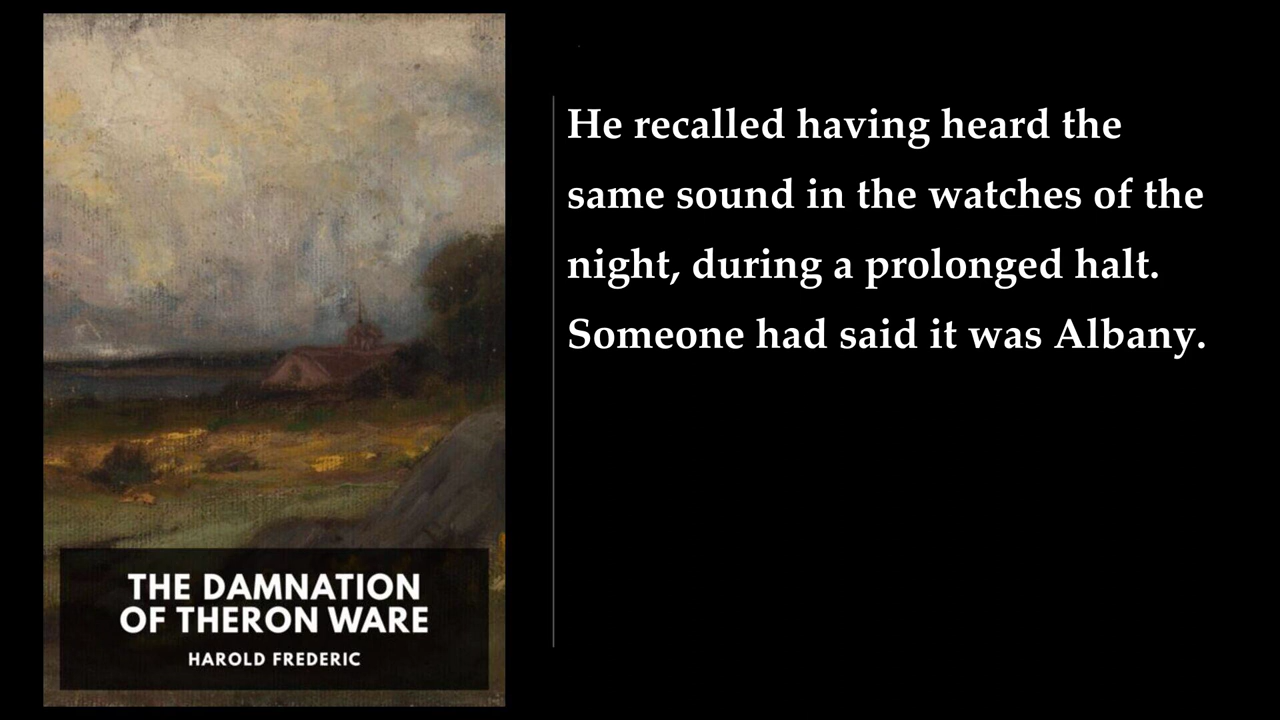 He recalled having heard the
same sound in the watches of the
night, during a prolonged halt.
Someone had said it was Albany.
THE DAMNATION
OF THERON WARE
HAROLD FREDERIC